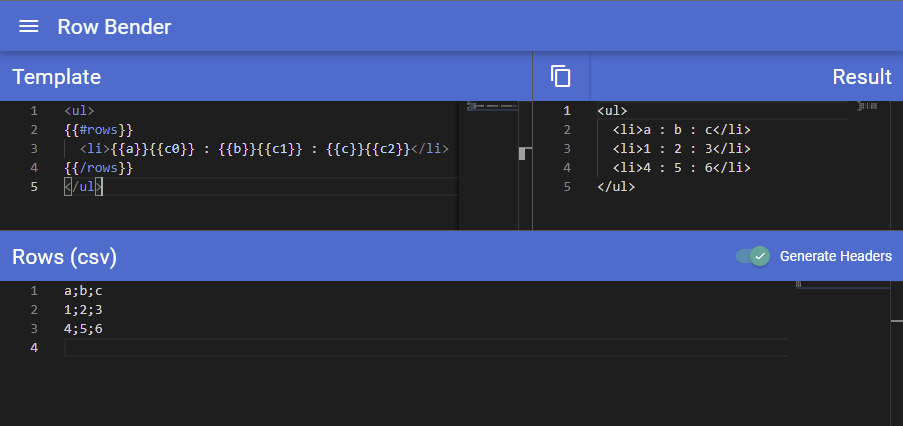 Row Bender
Template
Result
1 <ul>
2 {{#rows}}
3 <li>{{a}}{{c0}} : {{b}}{{c1}} : {{c}}{{c2}}</li>
4 {{/rows}}
5 </ul>
1 <ul>
2 <li>a : b : c</li>
3 <li>1 : 2 : 3</li>
4 <li>4 : 5 : 6</li>
5 </ul>
Rows (csv)
Generate Headers
1 a;b;c
2 1;2;3
3 4;5;6
4